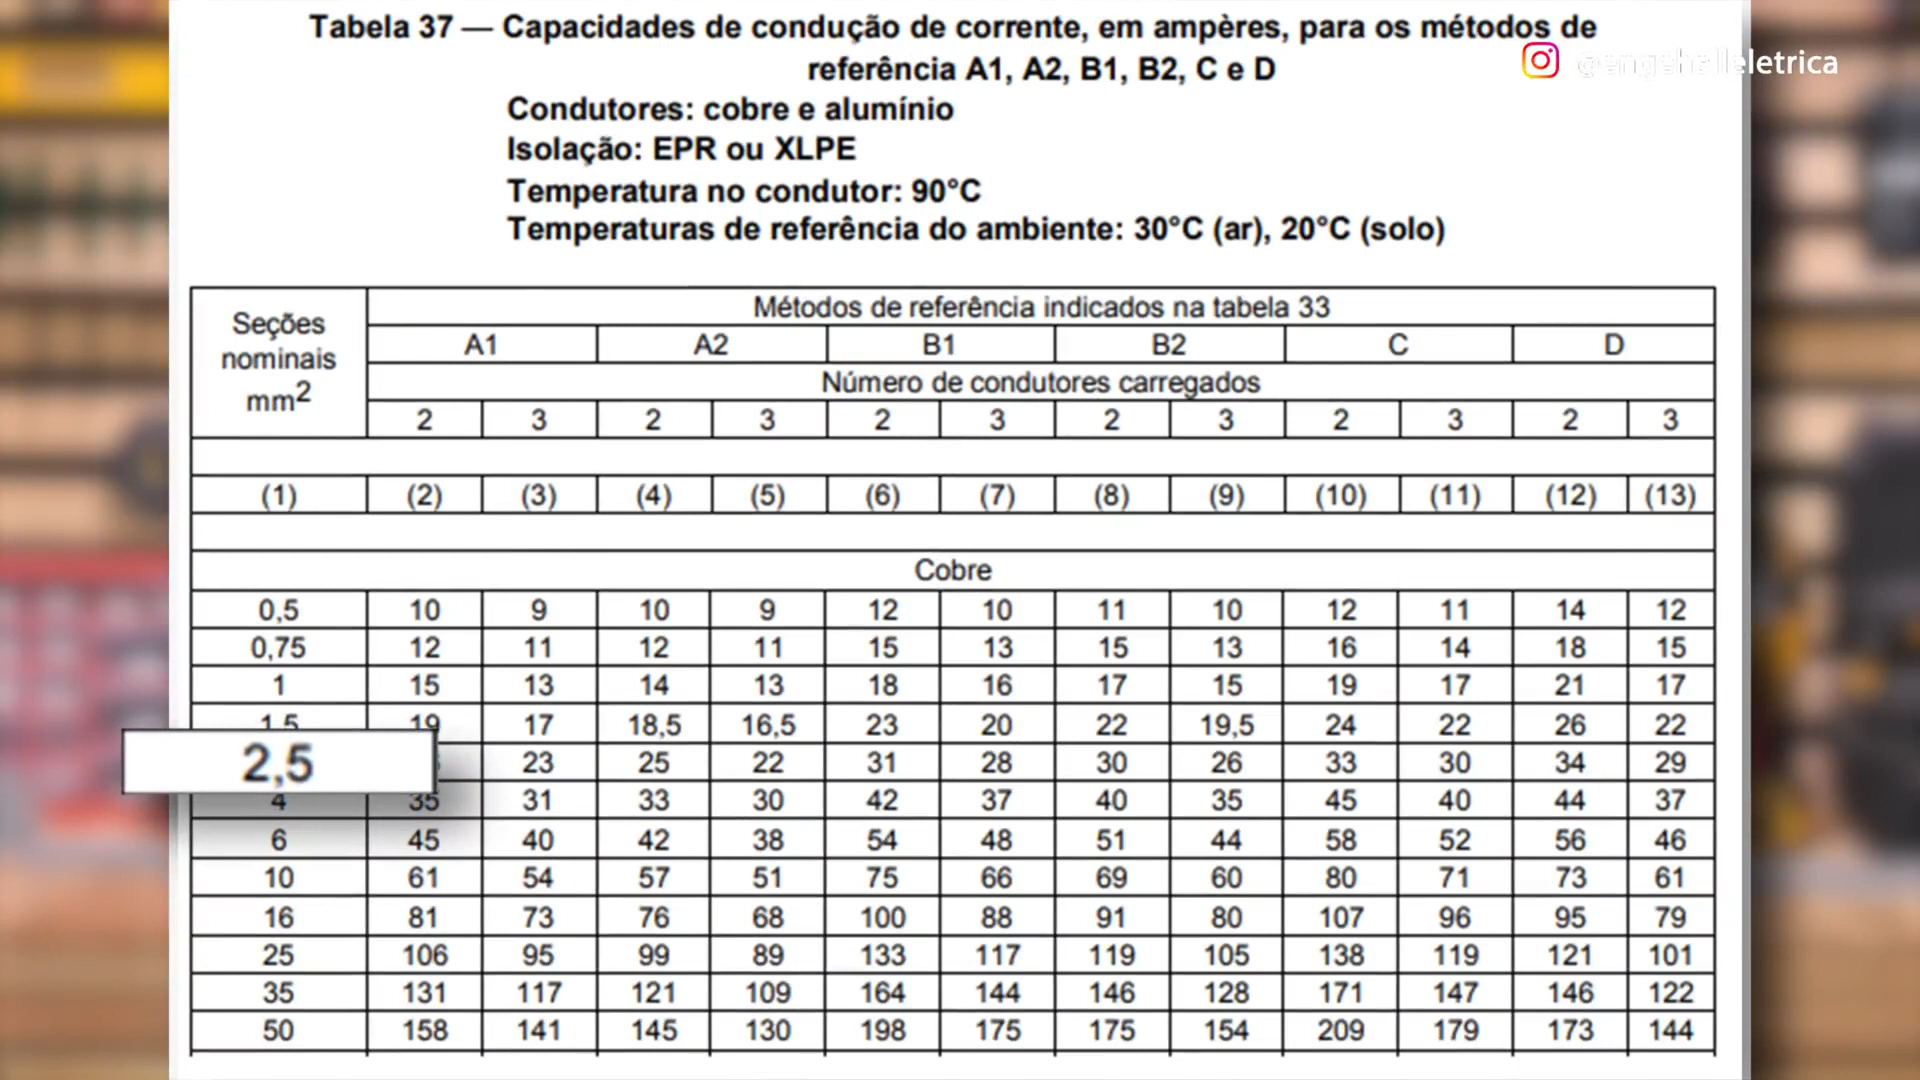 Tabela 37 — Capacidades de condução de corrente, em ampères, para os métodos de
referência A1, A2, B1, B2, C e D
Condutores: cobre e alumínio
Isolação: EPR ou XLPE
Temperatura no condutor: 90°C
Temperaturas de referência do ambiente: 30°C (ar), 20°C (solo)
@engehalleletrica
Seções nominais mm2
Métodos de referência indicados na tabela 33
A1 A2 B1 B2 C D
Número de condutores carregados
2 3 2 3 2 3 2 3 2 3 2 3
(1) (2) (3) (4) (5) (6) (7) (8) (9) (10) (11) (12) (13)
Cobre
0,5 10 9 10 9 12 10 11 10 12 11 14 12
0,75 12 11 12 11 15 13 15 13 16 14 18 15
1 15 13 14 13 18 16 17 15 19 17 21 17
1,5 19 17 18,5 16,5 23 20 22 19,5 24 22 26 22
2,5 23 25 22 31 28 30 26 33 30 34 29
4 35 31 33 30 42 37 40 35 45 40 44 37
6 45 40 42 38 54 48 51 44 58 52 56 46
10 61 54 57 51 75 66 69 60 80 71 73 61
16 81 73 76 68 100 88 91 80 107 96 95 79
25 106 95 99 89 133 117 119 105 138 119 121 101
35 131 117 121 109 164 144 146 128 171 147 146 122
50 158 141 145 130 198 175 175 154 209 179 173 144